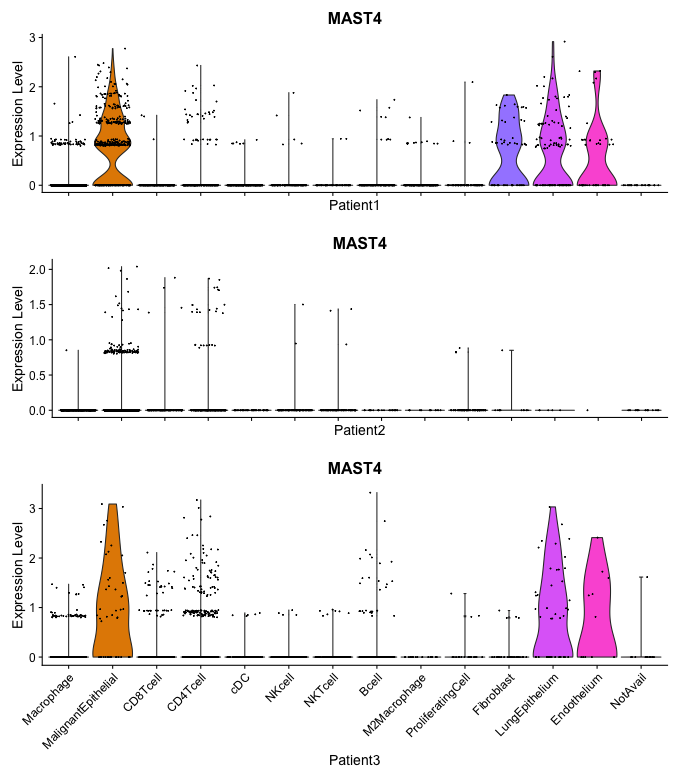 MAST4
Expression Level
3
2
1
0
Patient1
MAST4
Expression Level
2.0
1.5
1.0
0.5
0.0
Patient2
MAST4
Expression Level
3
2
1
0
Macrophage
MalignantEpithelial
CD8Tcell
CD4Tcell
cDC
NKcell
NKTcell
Bcell
M2Macrophage
ProliferatingCell
Fibroblast
LungEpithelium
Endothelium
NotAvail
Patient3